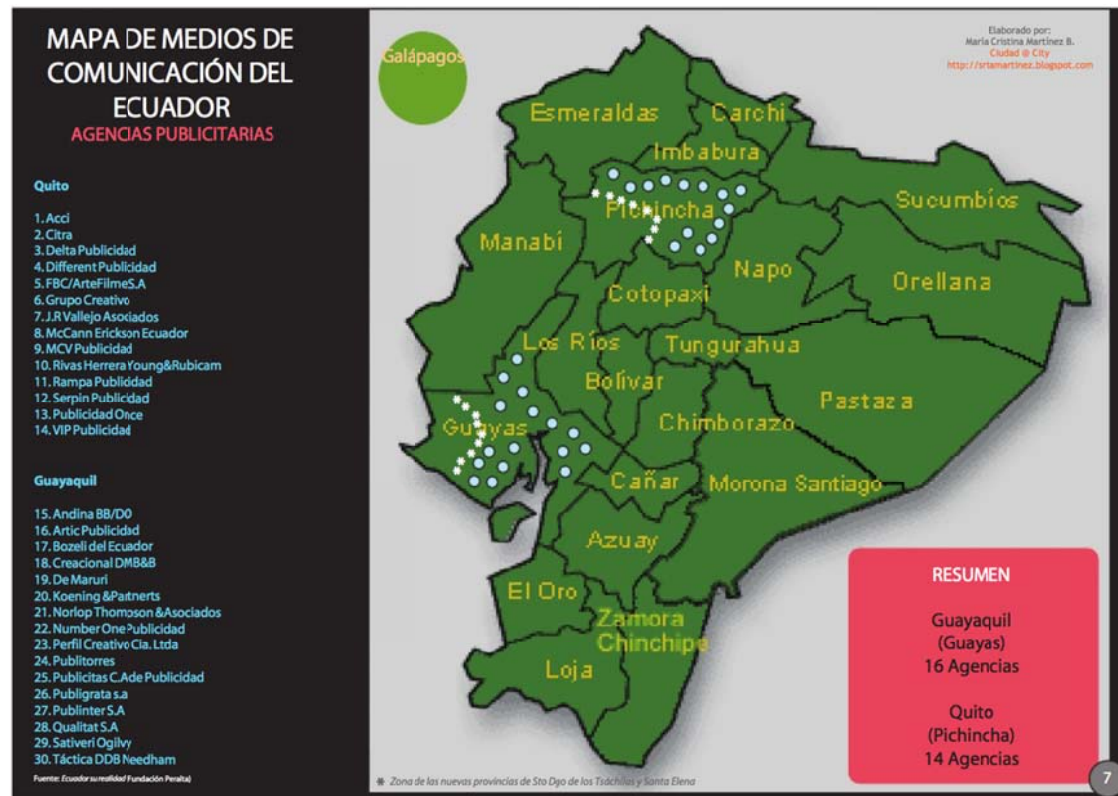 MAPA DE MEDIOS DE
COMUNICACIÓN DEL
ECUADOR
AGENCIAS PUBLICITARIAS
Quito
1. Acci
2. Citra
3. Delta Publicidad
4. Different Publicidad
5. FBC/ArteFilmeS.A
6. Grupo Creativo
7. J.R Vallejo Asociados
8. McCann Erickson Ecuador
9. MCV Publicidad
10. Rivas Herrera Young&Rubicam
11. Rampa Publicidad
12. Serpin Publicidad
13. Publicidad Once
14. VIP Publicidad
Guayaquil
15. Andina BB/DO
16. Artic Publicidad
17. Bozeli del Ecuador
18. Creacional DMB&B
19. De Maruri
20. Koening &Partnerts
21. Norlop Thompson &Asociados
22. Number One Publicidad
23. Perfil Creativo Cia. Ltda
24. Publitorres
25. Publicitas C.A de Publicidad
26. Publigrata s.a
27. Publinter S.A
28. Qualitat S.A
29. Sativeri Ogilvy
30. Táctica DDB Needham
Fuente: Ecuador su realidad Fundación Peralta)
Elaborado por:
María Cristina Martínez B.
Ciudad @ City
http://srtamartinez.blogspot.com
Galápagos
Esmeraldas
Carchi
Imbabura
Sucumbíos
Pichincha
Manabí
Napo
Orellana
Cotopaxi
Los Ríos
Tungurahua
Bolívar
Pastaza
Guayas
Chimborazo
Cañar
Morona Santiago
Azuay
El Oro
Zamora
Chinchipe
Loja
RESUMEN
Guayaquil
(Guayas)
16 Agencias
Quito
(Pichincha)
14 Agencias
✱ Zona de las nuevas provincias de Sto Dgo de los Tsáchilas y Santa Elena
7